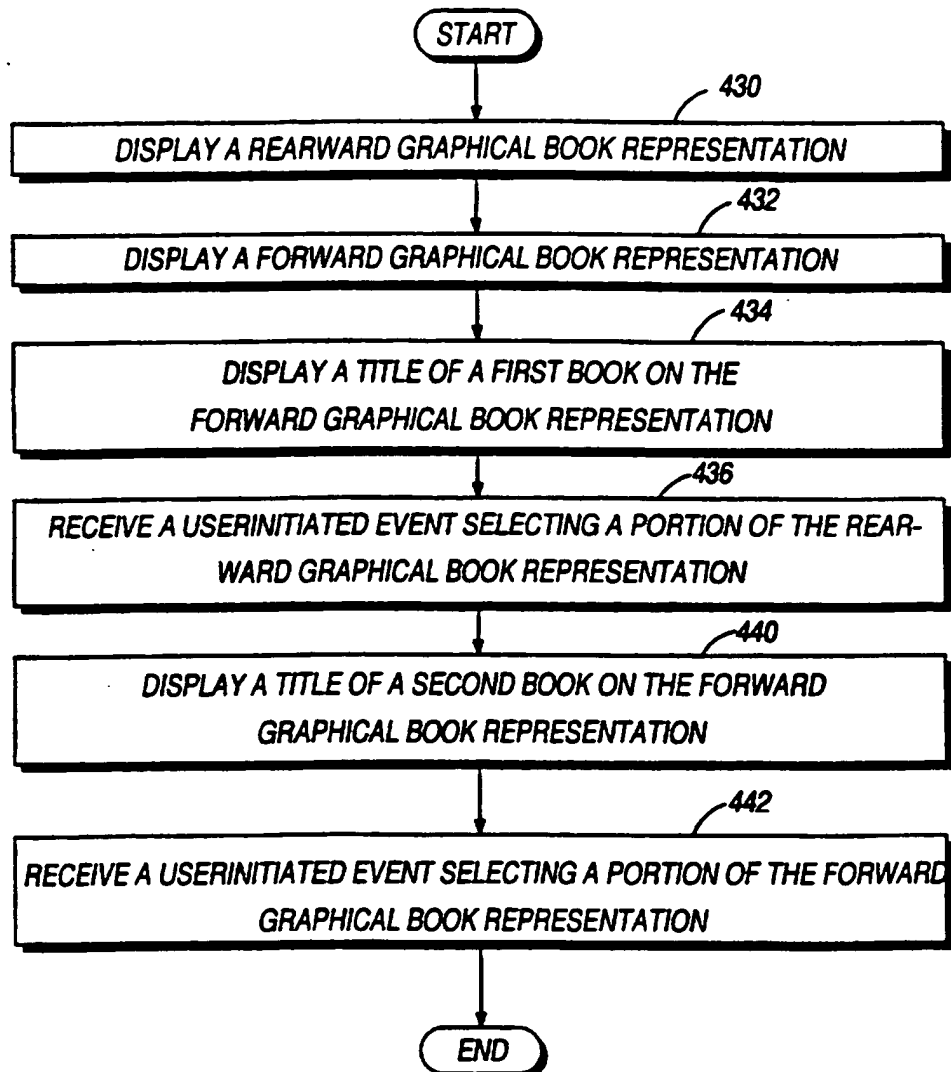 START
430
DISPLAY A REARWARD GRAPHICAL BOOK REPRESENTATION
432
DISPLAY A FORWARD GRAPHICAL BOOK REPRESENTATION
434
DISPLAY A TITLE OF A FIRST BOOK ON THE
FORWARD GRAPHICAL BOOK REPRESENTATION
436
RECEIVE A USERINITIATED EVENT SELECTING A PORTION OF THE REAR-
WARD GRAPHICAL BOOK REPRESENTATION
440
DISPLAY A TITLE OF A SECOND BOOK ON THE FORWARD
GRAPHICAL BOOK REPRESENTATION
442
RECEIVE A USERINITIATED EVENT SELECTING A PORTION OF THE FORWARD
GRAPHICAL BOOK REPRESENTATION
END